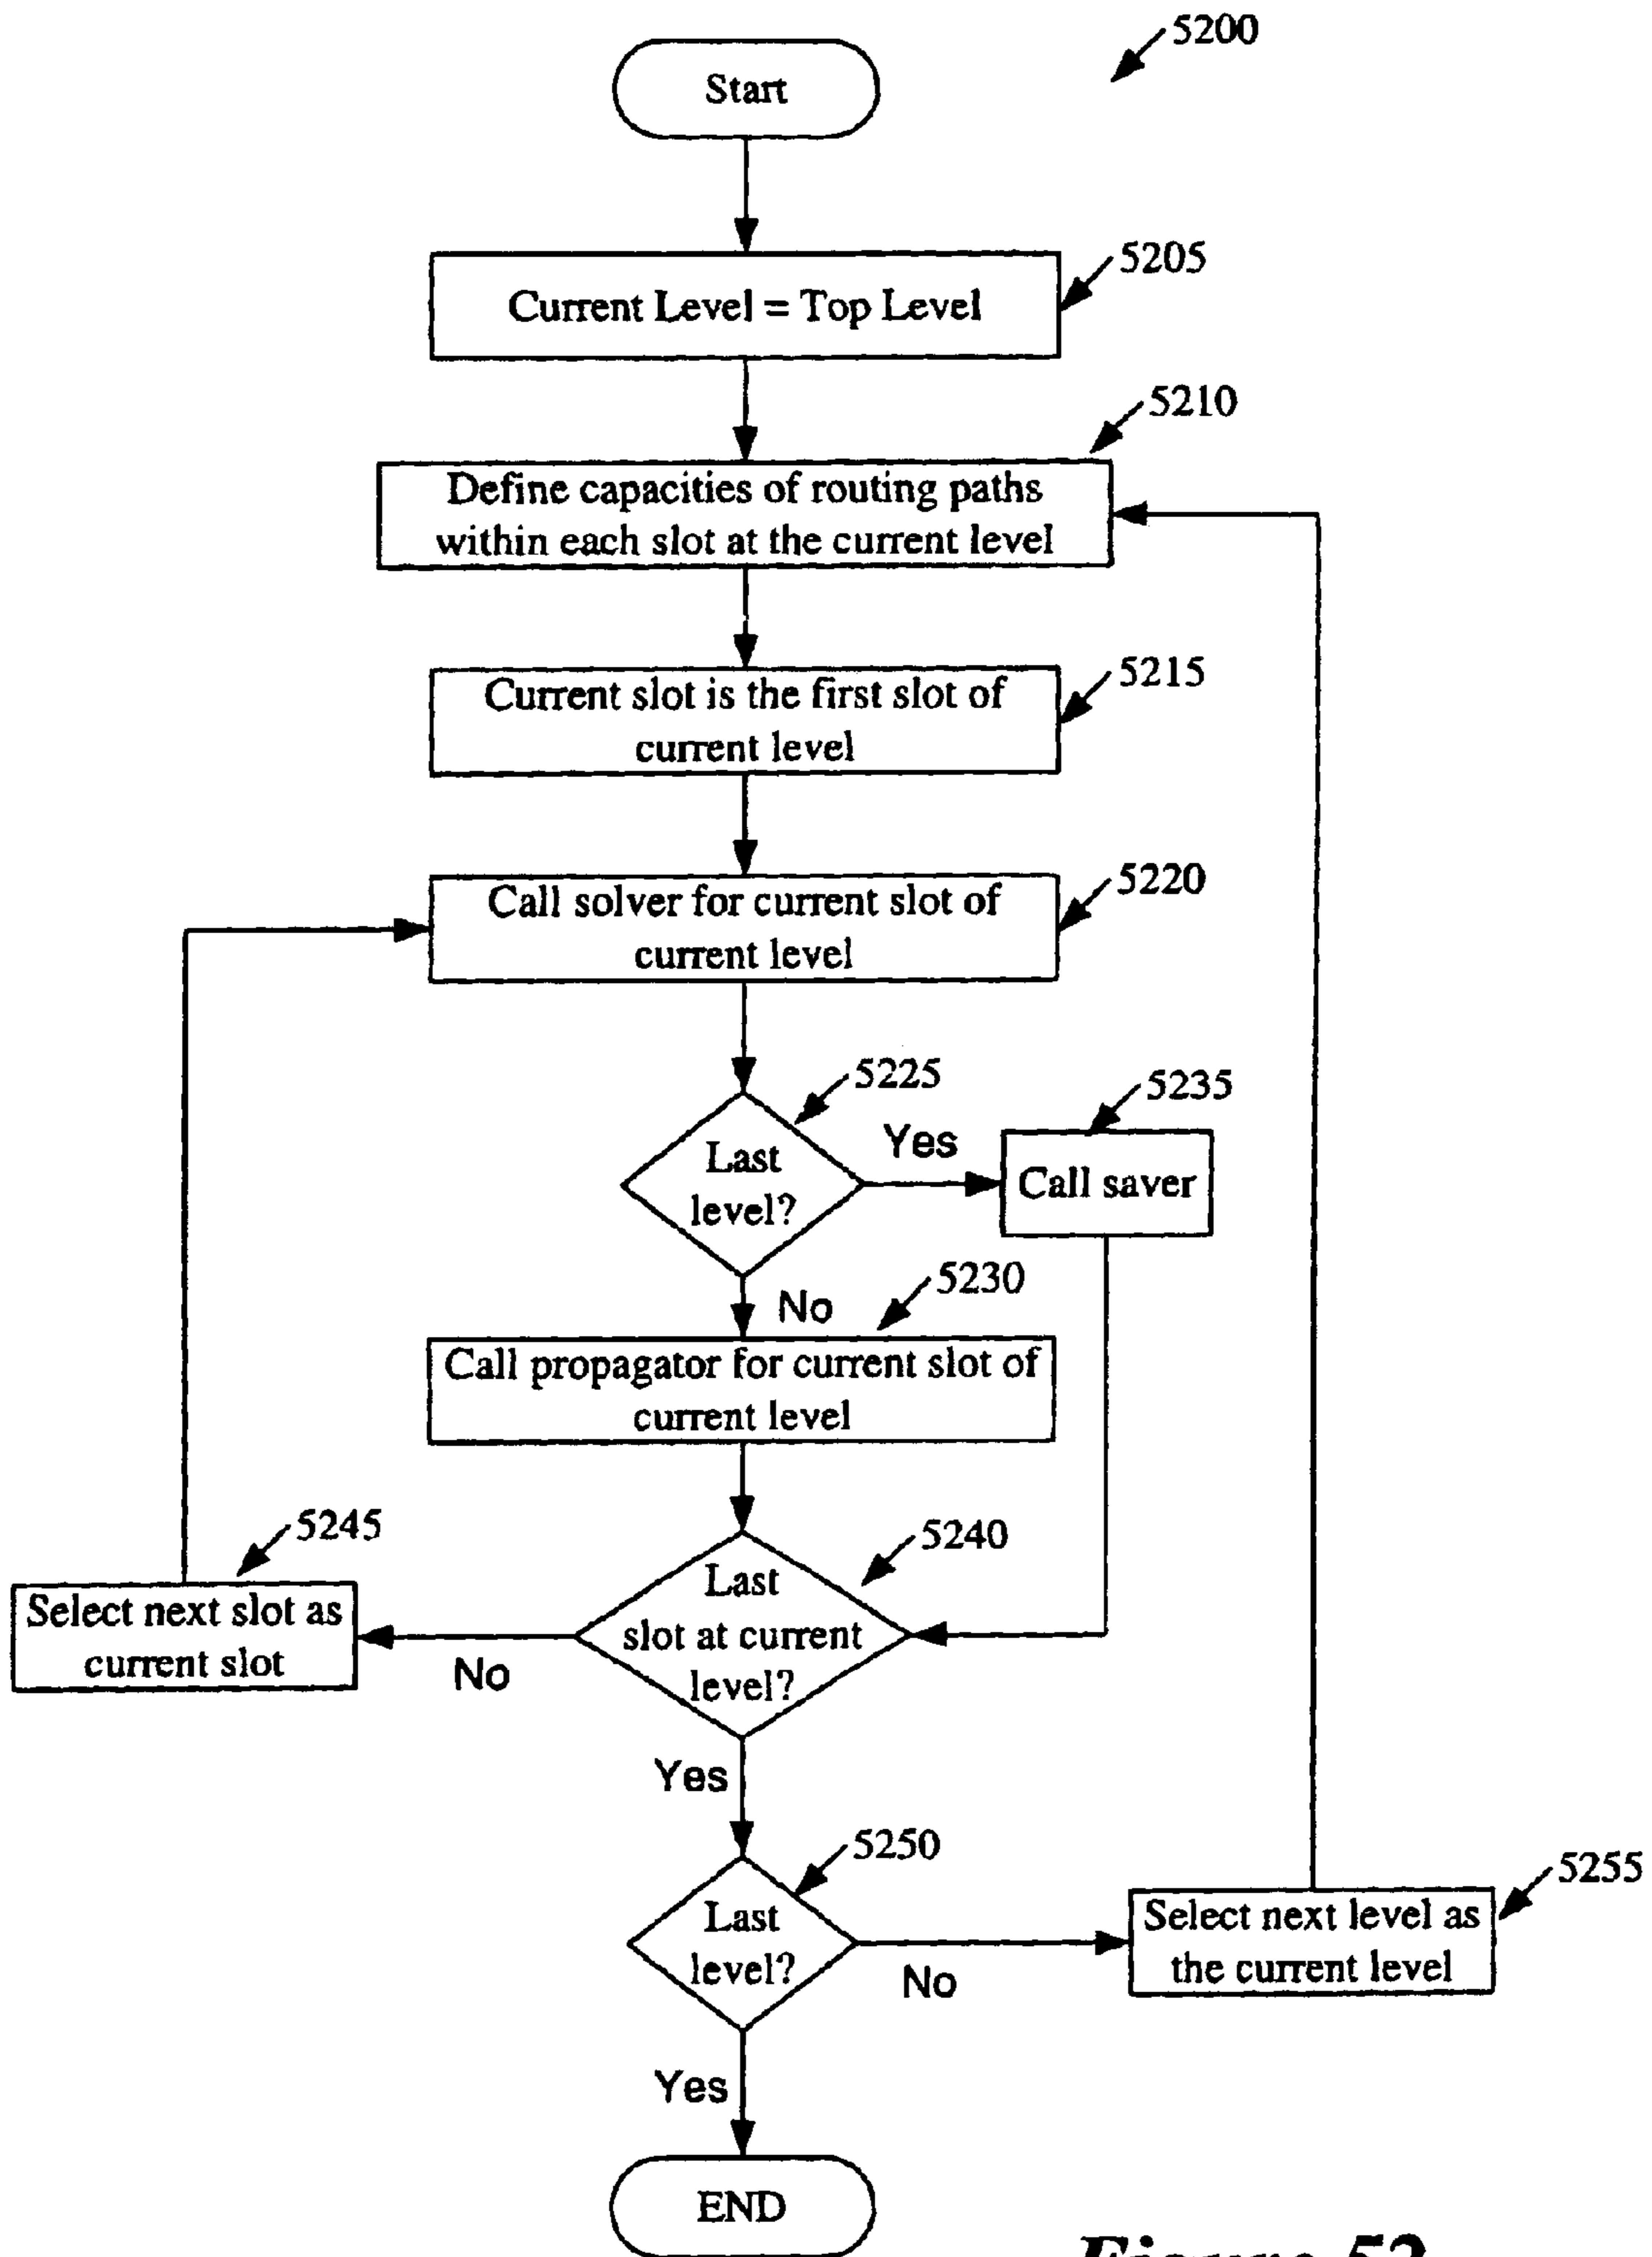 5200
Start
5205
Current Level = Top Level
5210
Define capacities of routing paths
within each slot at the current level
5215
Current slot is the first slot of
current level
5220
Call solver for current slot of
current level
5225
5235
Last
level?
Yes
Call saver
5230
No
Call propagator for current slot of
current level
5245
5240
Select next slot as
current slot
No
Last
slot at current
level?
Yes
5250
5255
Last
level?
No
Select next level as
the current level
Yes
END
Figure 52